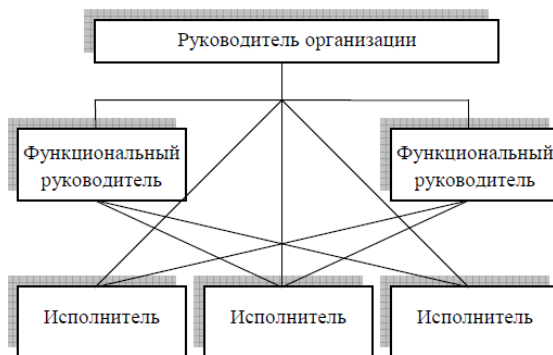 Руководитель организации
Функциональный
руководитель
Функциональный
руководитель
Исполнитель
Исполнитель
Исполнитель